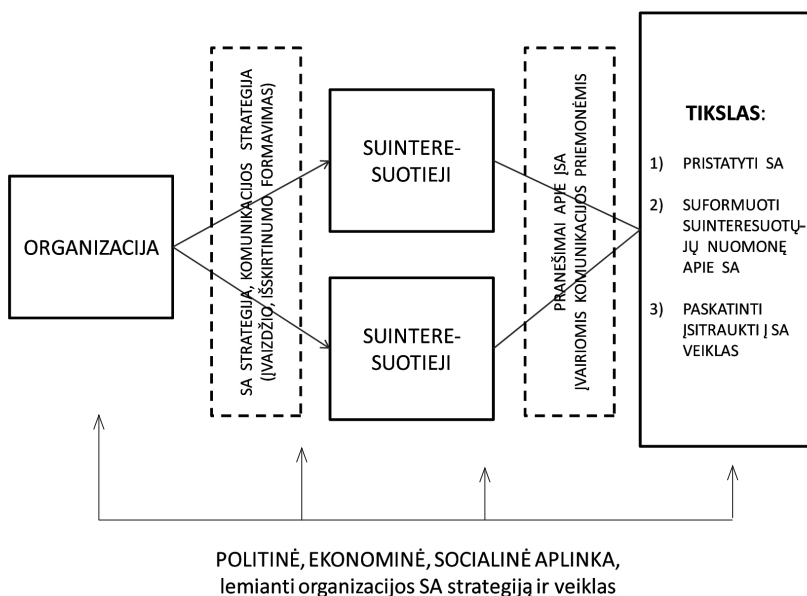 ORGANIZACIJA
SA STRATEGIJA, KOMUNIKACIJOS STRATEGIJA
(ĮVAIZDŽIO, IŠSKIRTINUMO FORMAVIMAS)
SUINTERE-
SUOTIEJI
SUINTERE-
SUOTIEJI
PRANEŠIMAI APIE ĮSA
ĮVAIRIOMIS KOMUNIKACIJOS PRIEMONĖMIS
TIKSLAS:
1) PRISTATYTI SA
2) SUFORMUOTI
SUINTERESUOTŲ-
JŲ NUOMONĘ
APIE SA
3) PASKATINTI
ĮSITRAUKTI Į SA
VEIKLAS
POLITINĖ, EKONOMINĖ, SOCIALINĖ APLINKA,
lemianti organizacijos SA strategiją ir veiklas